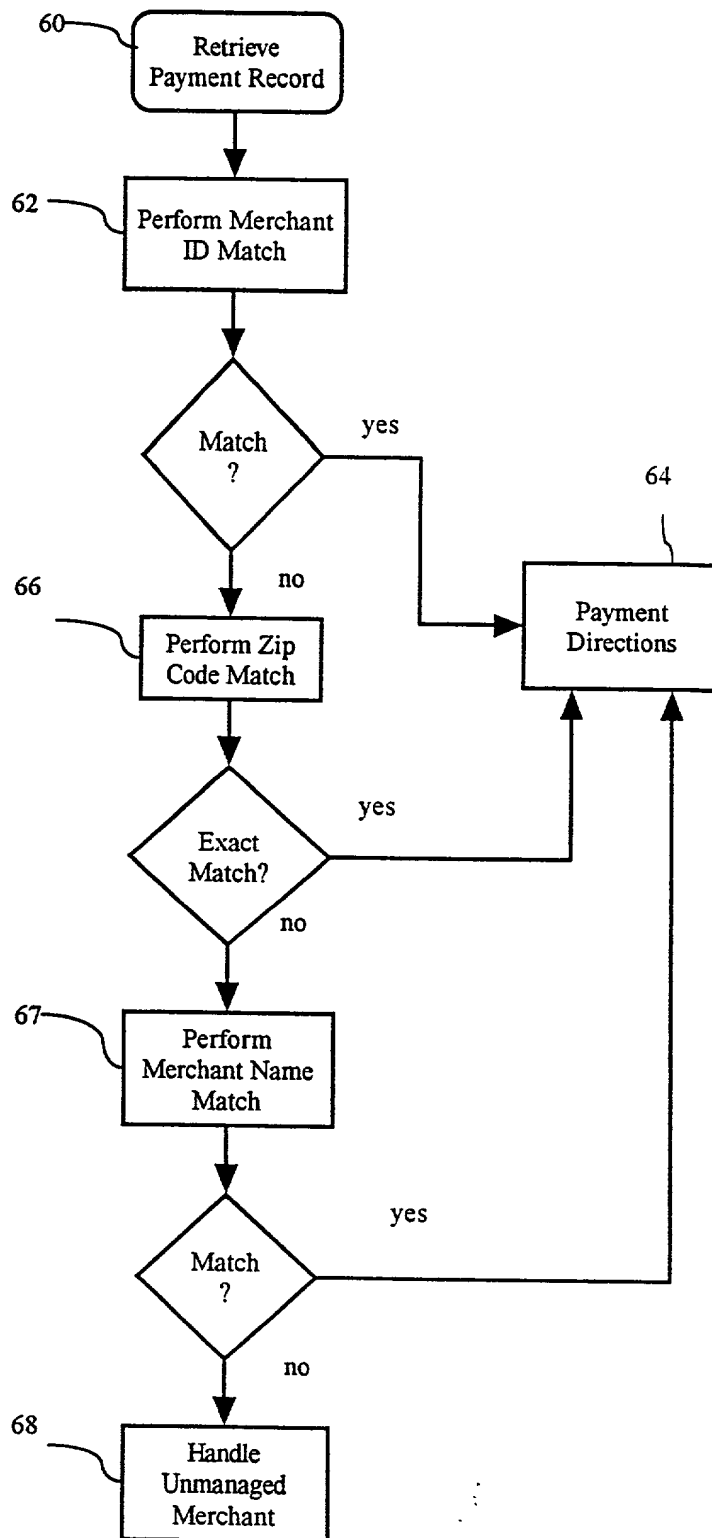 60
Retrieve
Payment Record
62
Perform Merchant
ID Match
Match
?
yes
64
Payment
Directions
no
66
Perform Zip
Code Match
Exact
Match?
yes
no
67
Perform
Merchant Name
Match
Match
?
yes
no
68
Handle
Unmanaged
Merchant